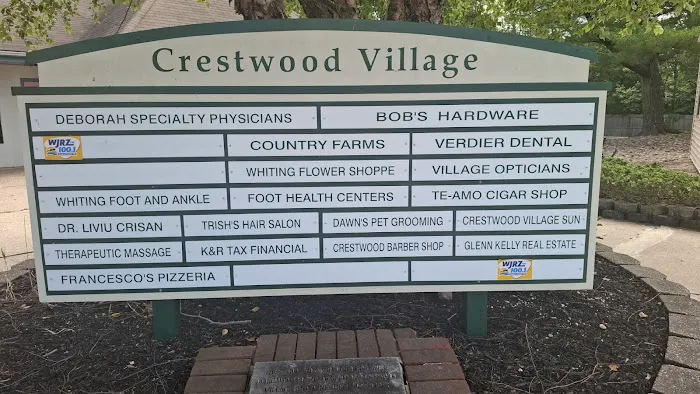 Crestwood Village
DEBORAH SPECIALTY PHYSICIANS BOB'S HARDWARE
WJRZ 100.1 COUNTRY FARMS VERDIER DENTAL
WHITING FLOWER SHOPPE VILLAGE OPTICIANS
WHITING FOOT AND ANKLE FOOT HEALTH CENTERS TE-AMO CIGAR SHOP
DR. LIVIU CRISAN TRISH'S HAIR SALON DAWN'S PET GROOMING CRESTWOOD VILLAGE SUN
THERAPEUTIC MASSAGE K&R TAX FINANCIAL CRESTWOOD BARBER SHOP GLENN KELLY REAL ESTATE
FRANCESCO'S PIZZERIA WJRZ 100.1